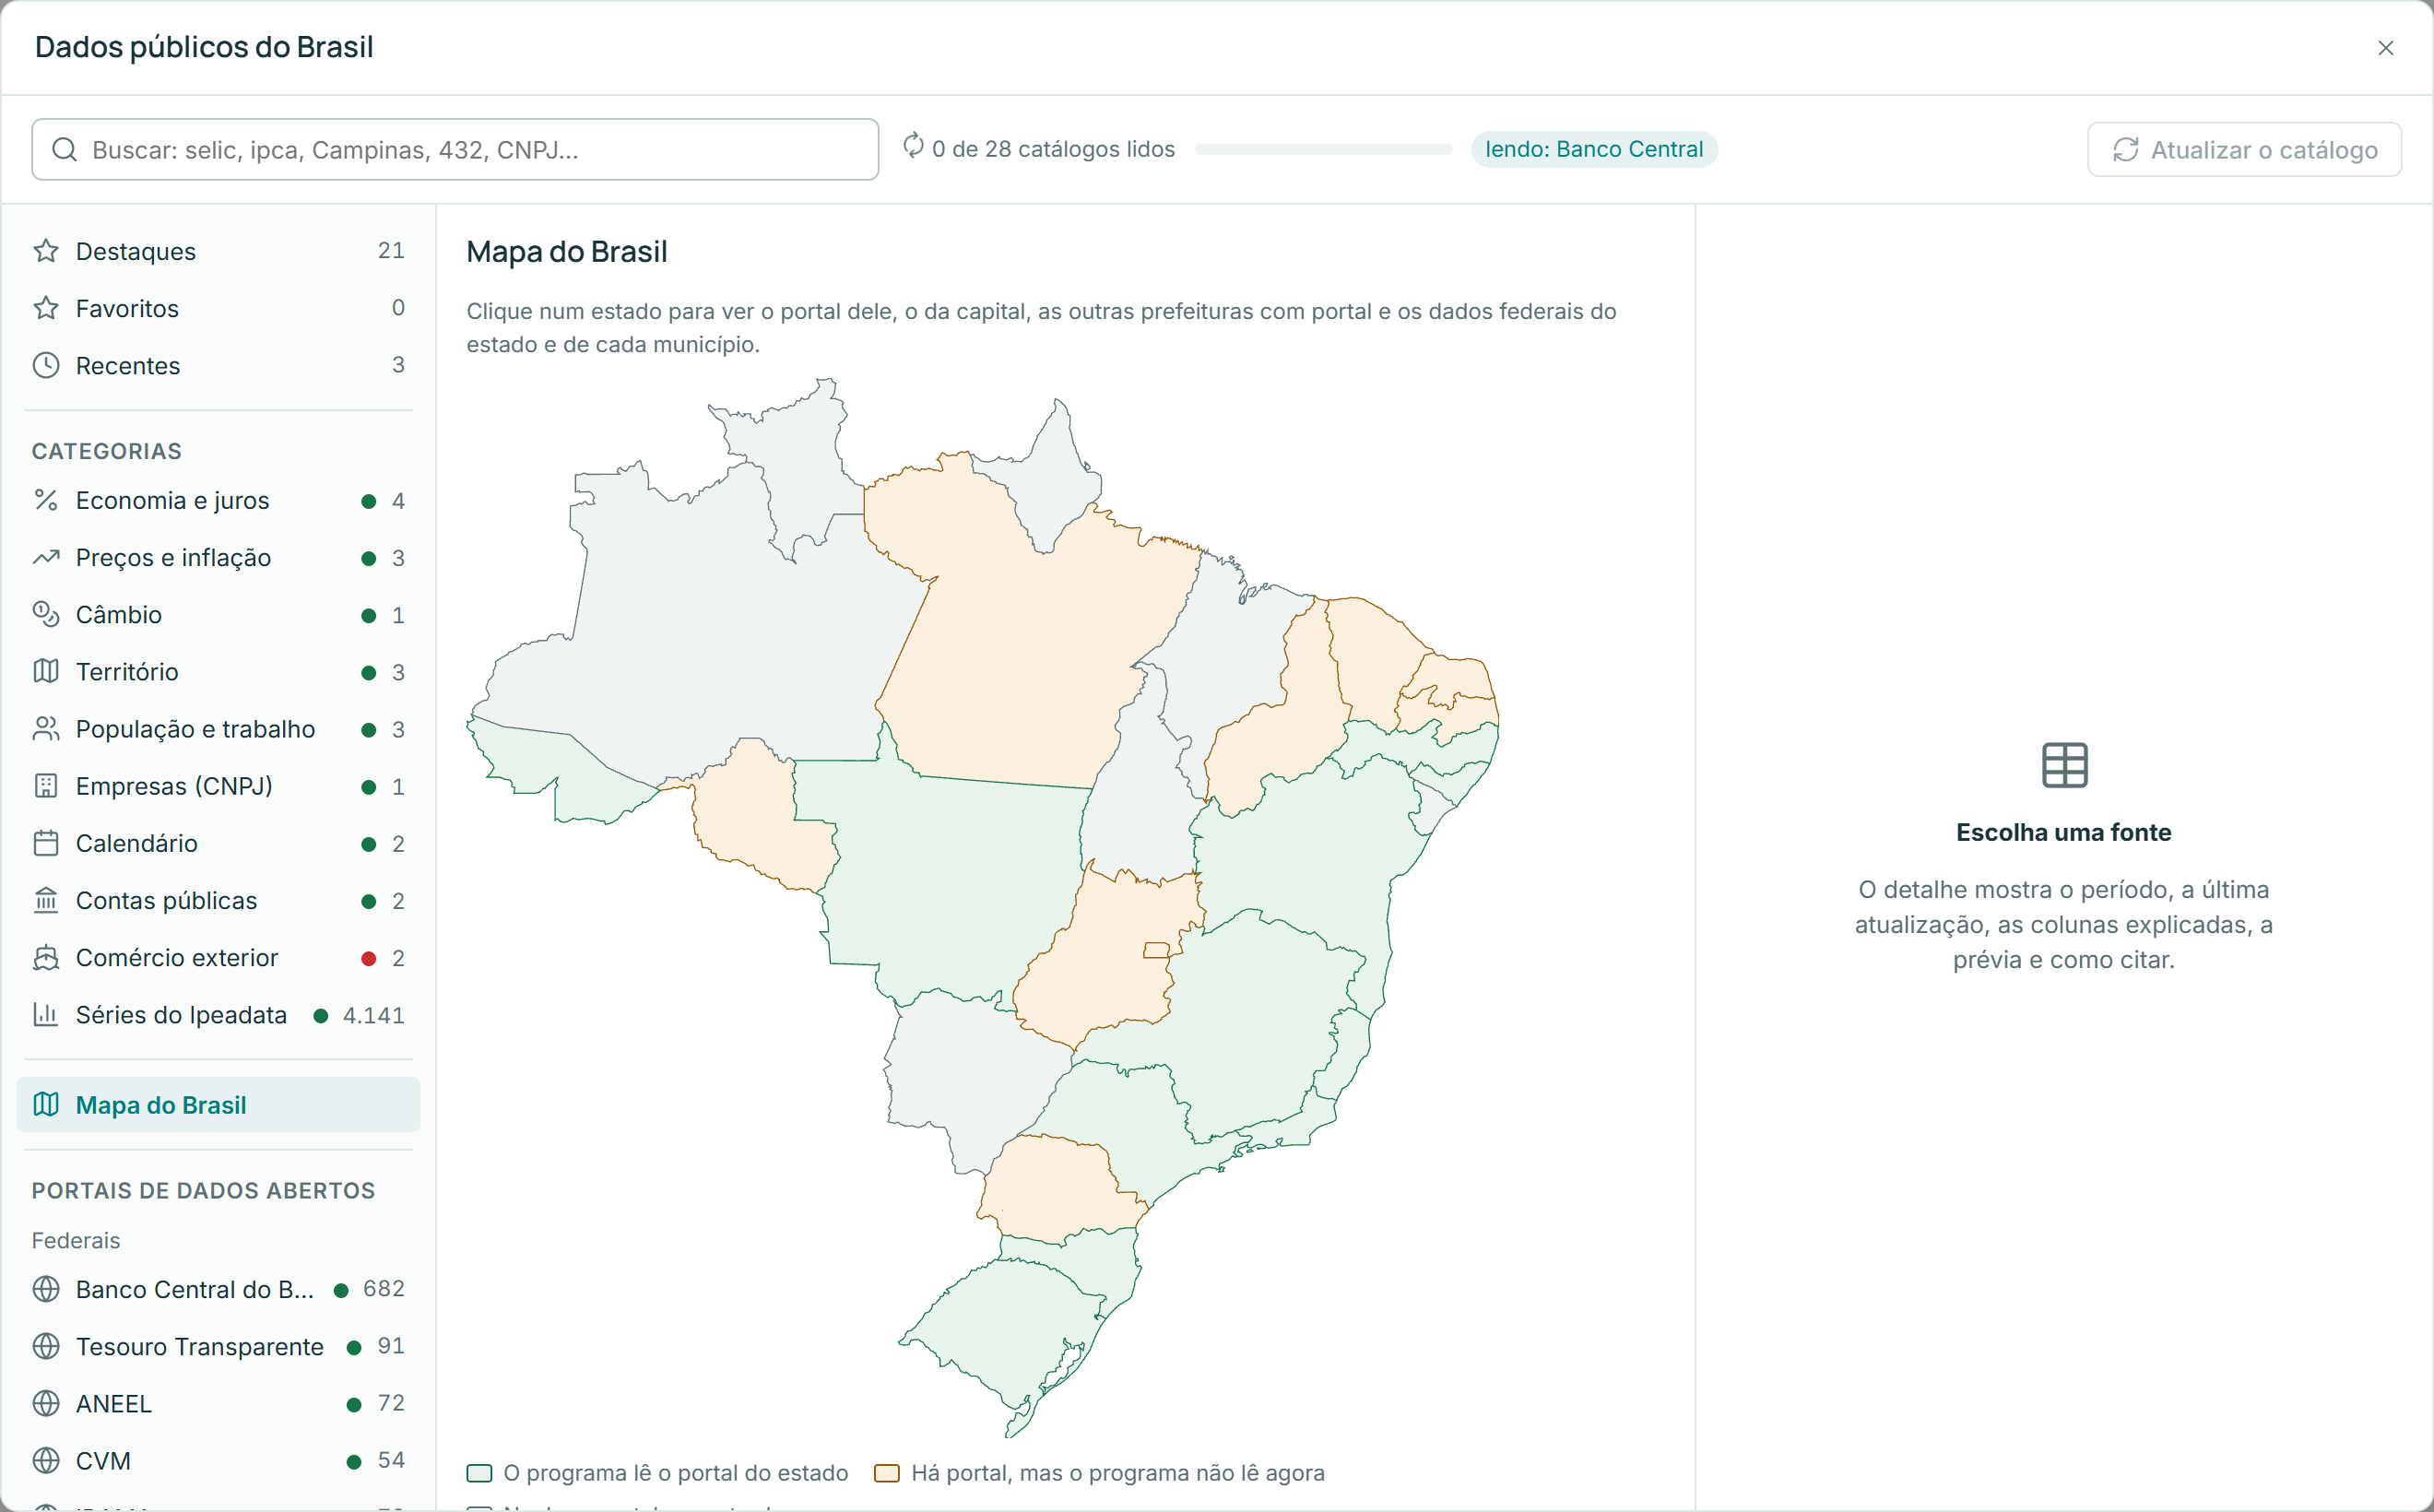 Dados públicos do Brasil
Buscar: selic, ipca, Campinas, 432, CNPJ...
0 de 28 catálogos lidos
lendo: Banco Central
Atualizar o catálogo
Destaques 21
Favoritos 0
Recentes 3
CATEGORIAS
Economia e juros 4
Preços e inflação 3
Câmbio 1
Território 3
População e trabalho 3
Empresas (CNPJ) 1
Calendário 2
Contas públicas 2
Comércio exterior 2
Séries do Ipeadata 4.141
Mapa do Brasil
PORTAIS DE DADOS ABERTOS
Federais
Banco Central do B... 682
Tesouro Transparente 91
ANEEL 72
CVM 54
Mapa do Brasil
Clique num estado para ver o portal dele, o da capital, as outras prefeituras com portal e os dados federais do
estado e de cada município.
O programa lê o portal do estado
Há portal, mas o programa não lê agora
Escolha uma fonte
O detalhe mostra o período, a última
atualização, as colunas explicadas, a
prévia e como citar.